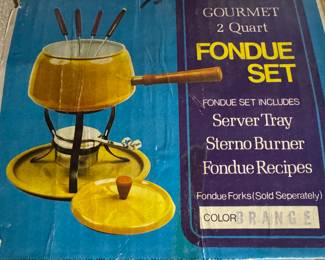 GOURMET
2 Quart
FONDUE
SET
FONDUE SET INCLUDES
Server Tray
Sterno Burner
Fondue Recipes
Fondue Forks (Sold Seperately)
COLOR ORANGE